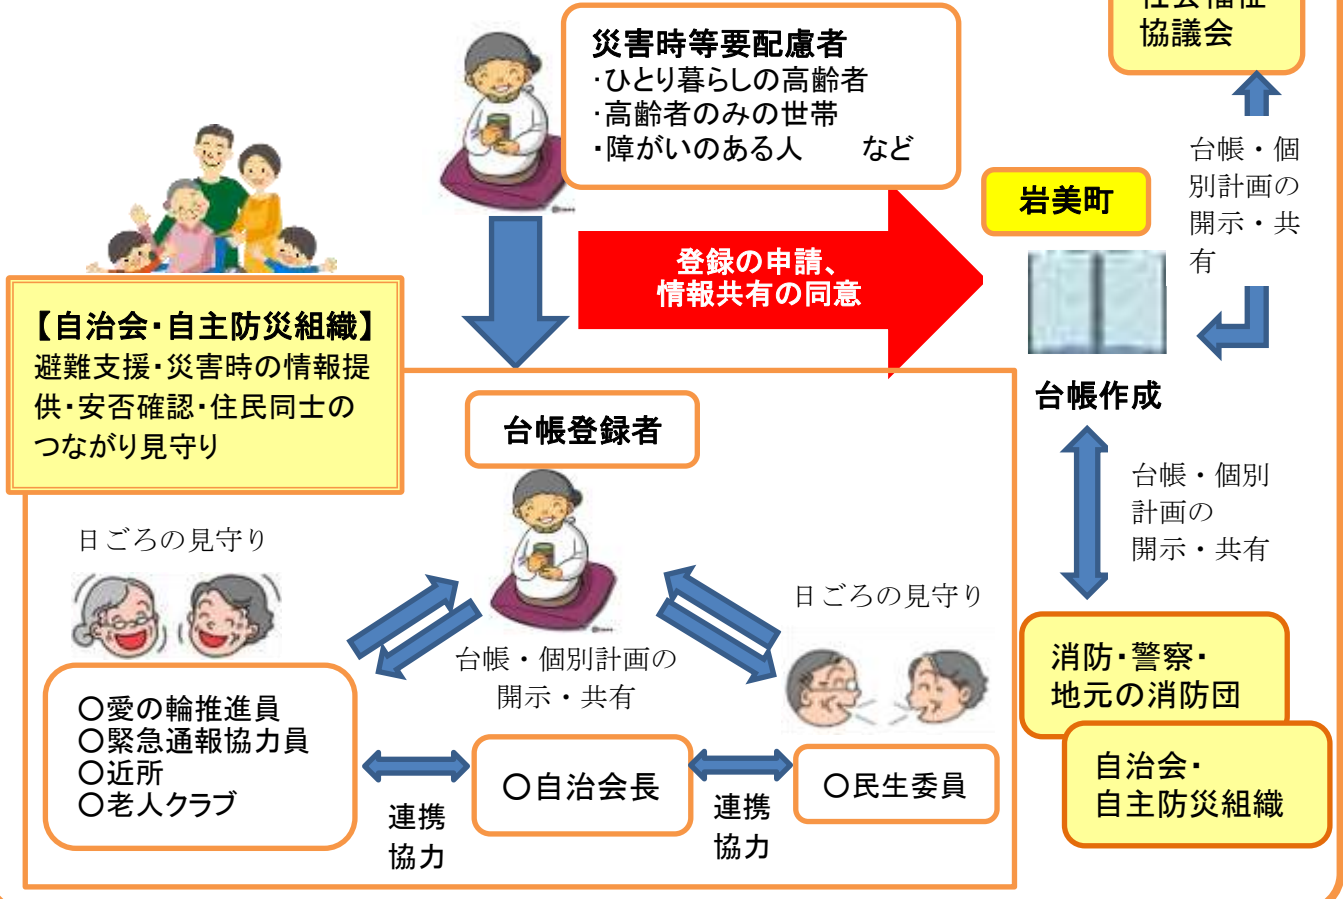 社会福祉
協議会
災害時等要配慮者
・ひとり暮らしの高齢者
・高齢者のみの世帯
・障がいのある人　　など
台帳・個
別計画の
開示・共
有
岩美町
登録の申請、
情報共有の同意
台帳作成
【自治会・自主防災組織】
避難支援・災害時の情報提
供・安否確認・住民同士の
つながり見守り
台帳登録者
台帳・個別
計画の
開示・共有
日ごろの見守り
日ごろの見守り
台帳・個別計画の
開示・共有
〇愛の輪推進員
〇緊急通報協力員
〇近所
〇老人クラブ
連携
協力
〇自治会長
連携
協力
〇民生委員
消防・警察・
地元の消防団
自治会・
自主防災組織